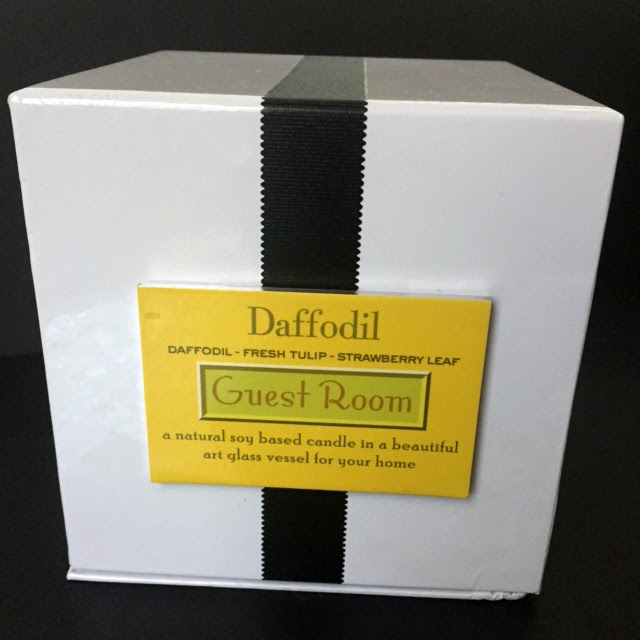 Daffodil
DAFFODIL - FRESH TULIP - STRAWBERRY LEAF
Guest Room
a natural soy based candle in a beautiful
art glass vessel for your home